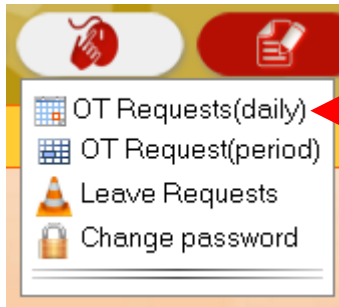 OT Requests(daily)
OT Request(period)
Leave Requests
Change password